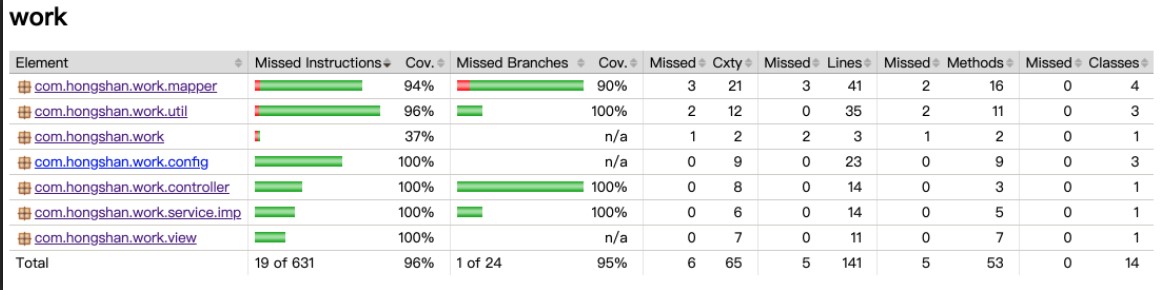 work
Element Missed Instructions Cov. Missed Branches Cov. Missed Cxty Missed Lines Missed Methods Missed Classes
com.hongshan.work.mapper 94% 90% 3 21 3 41 2 16 0 4
com.hongshan.work.util 96% 100% 2 12 0 35 2 11 0 3
com.hongshan.work 37% n/a 1 2 2 3 1 2 0 1
com.hongshan.work.config 100% n/a 0 9 0 23 0 9 0 3
com.hongshan.work.controller 100% 100% 0 8 0 14 0 3 0 1
com.hongshan.work.service.imp 100% 100% 0 6 0 14 0 5 0 1
com.hongshan.work.view 100% n/a 0 7 0 11 0 7 0 1
Total 19 of 631 96% 1 of 24 95% 6 65 5 141 5 53 0 14